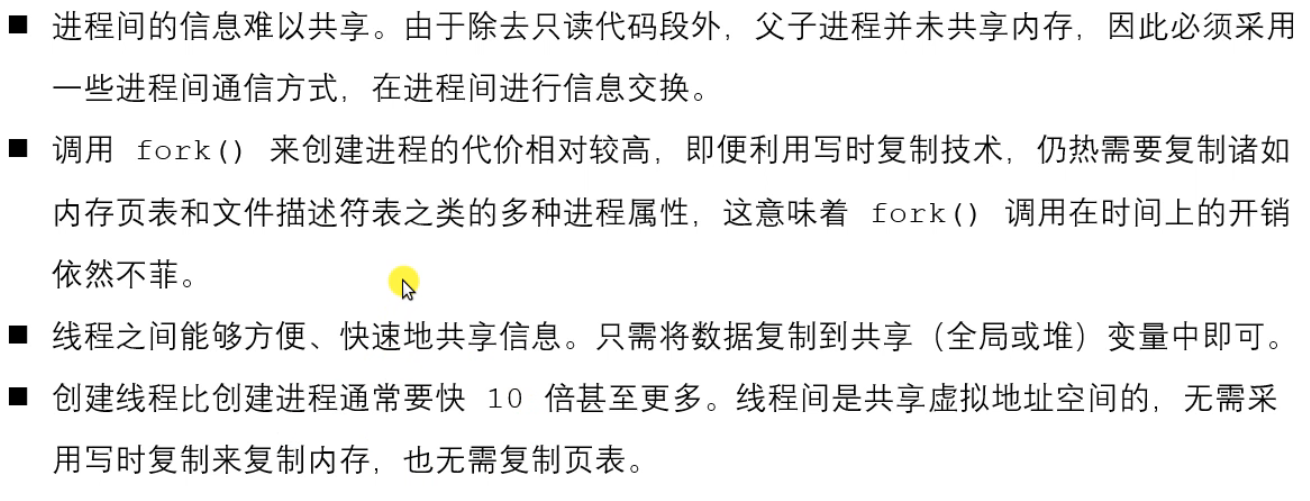 ■ 进程间的信息难以共享。由于除去只读代码段外，父子进程并未共享内存，因此必须采用
一些进程间通信方式，在进程间进行信息交换。
■ 调用 fork() 来创建进程的代价相对较高，即便利用写时复制技术，仍热需要复制诸如
内存页表和文件描述符表之类的多种进程属性，这意味着 fork() 调用在时间上的开销
依然不菲。
■ 线程之间能够方便、快速地共享信息。只需将数据复制到共享（全局或堆）变量中即可。
■ 创建线程比创建进程通常要快 10 倍甚至更多。线程间是共享虚拟地址空间的，无需采
用写时复制来复制内存，也无需复制页表。